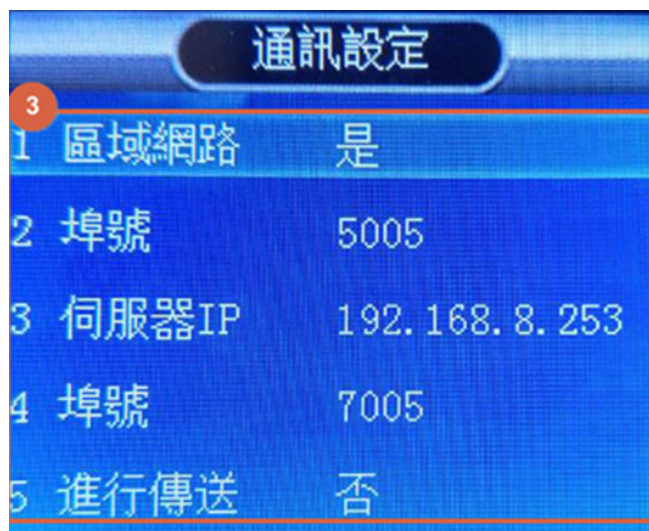 通訊設定
3
1 區域網路 是
2 埠號 5005
3 伺服器IP 192.168.8.253
4 埠號 7005
5 進行傳送 否